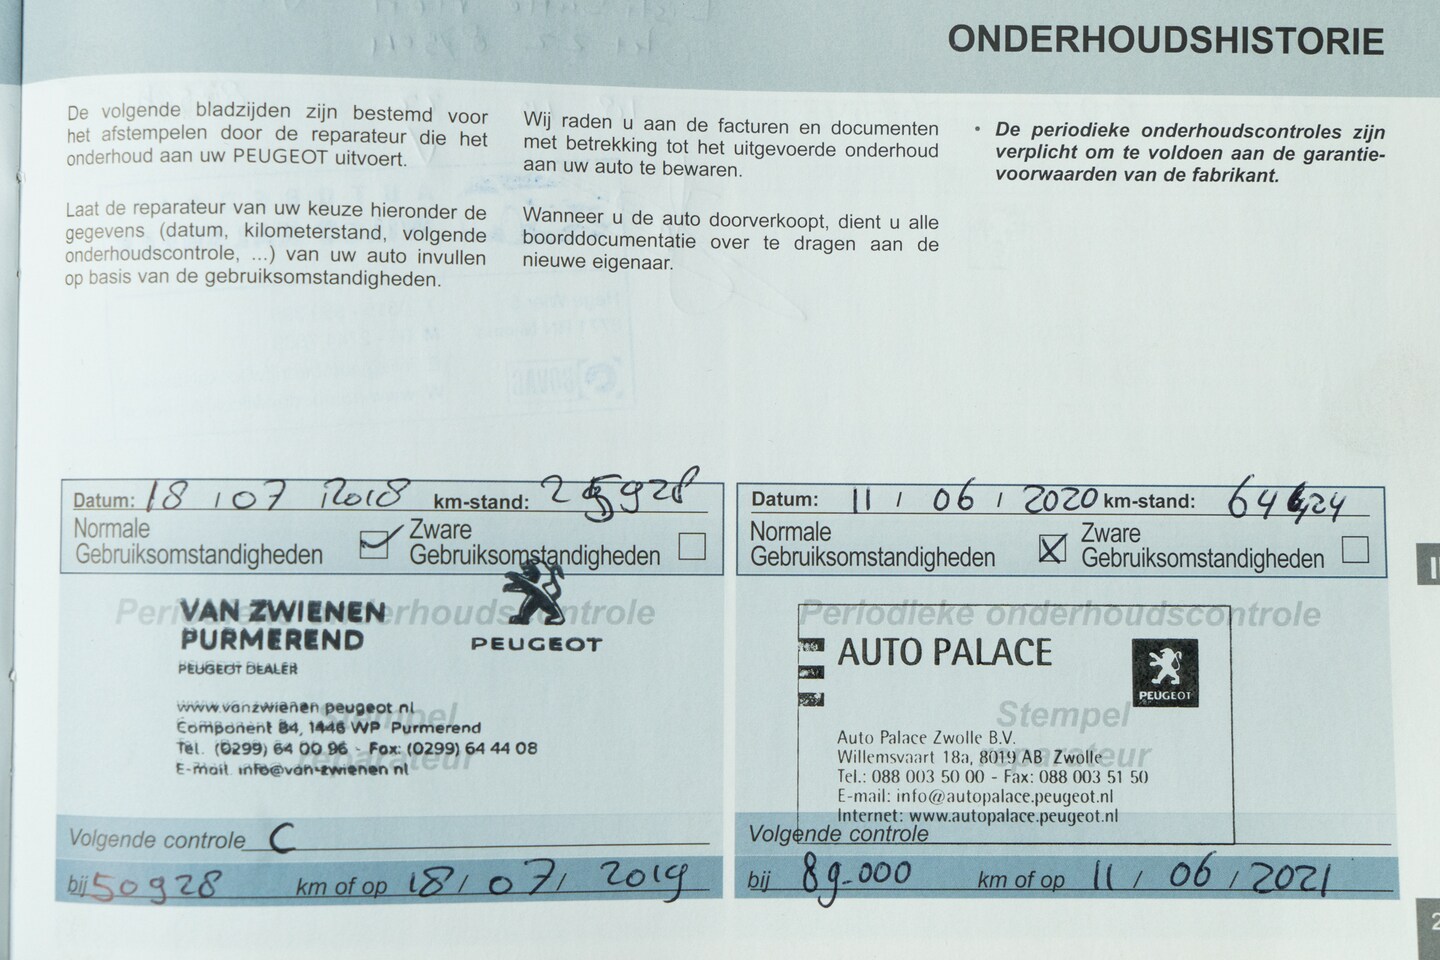 ONDERHOUDSHISTORIE
De volgende bladzijden zijn bestemd voor
het afstempelen door de reparateur die het
onderhoud aan uw PEUGEOT uitvoert.
Laat de reparateur van uw keuze hieronder de
gegevens (datum, kilometerstand, volgende
onderhoudscontrole, ...) van uw auto invullen
op basis van de gebruiksomstandigheden.
Wij raden u aan de facturen en documenten
met betrekking tot het uitgevoerde onderhoud
aan uw auto te bewaren.
Wanneer u de auto doorverkoopt, dient u alle
boorddocumentatie over te dragen aan de
nieuwe eigenaar.
• De periodieke onderhoudscontroles zijn
verplicht om te voldoen aan de garantie-
voorwaarden van de fabrikant.
Datum: 18 / 07 / 2018 km-stand: 25928
Normale
Gebruiksomstandigheden
Zware
Gebruiksomstandigheden
Periodieke onderhoudscontrole
VAN ZWIENEN
PURMEREND
PEUGEOT DEALER
PEUGEOT
www.vanzwienen.peugeot.nl
Component 84, 1446 WP Purmerend
Tel. (0299) 64 00 96 - Fax: (0299) 64 44 08
E-mail info@van-zwienen.nl
Stempel
reparateur
Volgende controle C
bij 50928 km of op 18 / 07 / 2019
Datum: 11 / 06 / 2020 km-stand:
Normale
Gebruiksomstandigheden
Zware
Gebruiksomstandigheden
Periodieke onderhoudscontrole
AUTO PALACE
PEUGEOT
Stempel
reparateur
Auto Palace Zwolle B.V.
Willemsvaart 18a, 8019 AB Zwolle
Tel.: 088 003 50 00 - Fax: 088 003 51 50
E-mail: info@autopalace.peugeot.nl
Internet: www.autopalace.peugeot.nl
Volgende controle
bij 89.000 km of op 11 / 06 / 2021